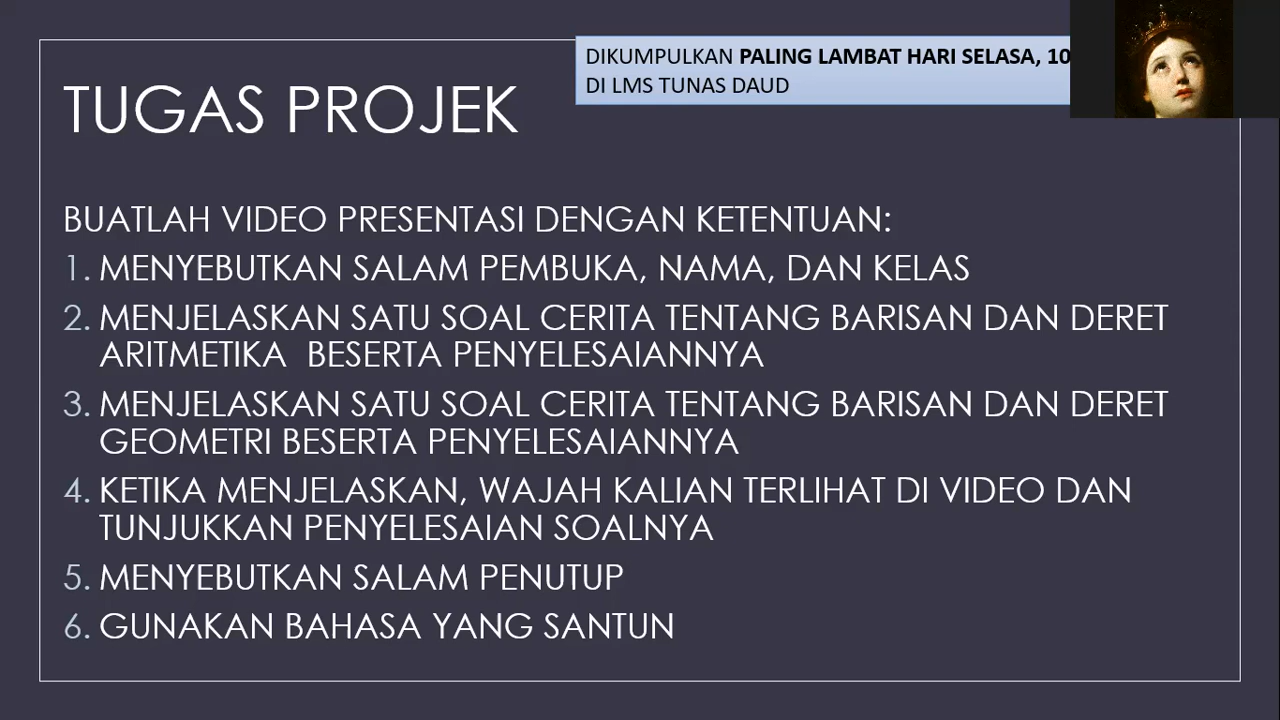 DIKUMPULKAN PALING LAMBAT HARI SELASA, 10
DI LMS TUNAS DAUD
TUGAS PROJEK
BUATLAH VIDEO PRESENTASI DENGAN KETENTUAN:
1. MENYEBUTKAN SALAM PEMBUKA, NAMA, DAN KELAS
2. MENJELASKAN SATU SOAL CERITA TENTANG BARISAN DAN DERET
ARITMETIKA BESERTA PENYELESAIANNYA
3. MENJELASKAN SATU SOAL CERITA TENTANG BARISAN DAN DERET
GEOMETRI BESERTA PENYELESAIANNYA
4. KETIKA MENJELASKAN, WAJAH KALIAN TERLIHAT DI VIDEO DAN
TUNJUKKAN PENYELESAIAN SOALNYA
5. MENYEBUTKAN SALAM PENUTUP
6. GUNAKAN BAHASA YANG SANTUN